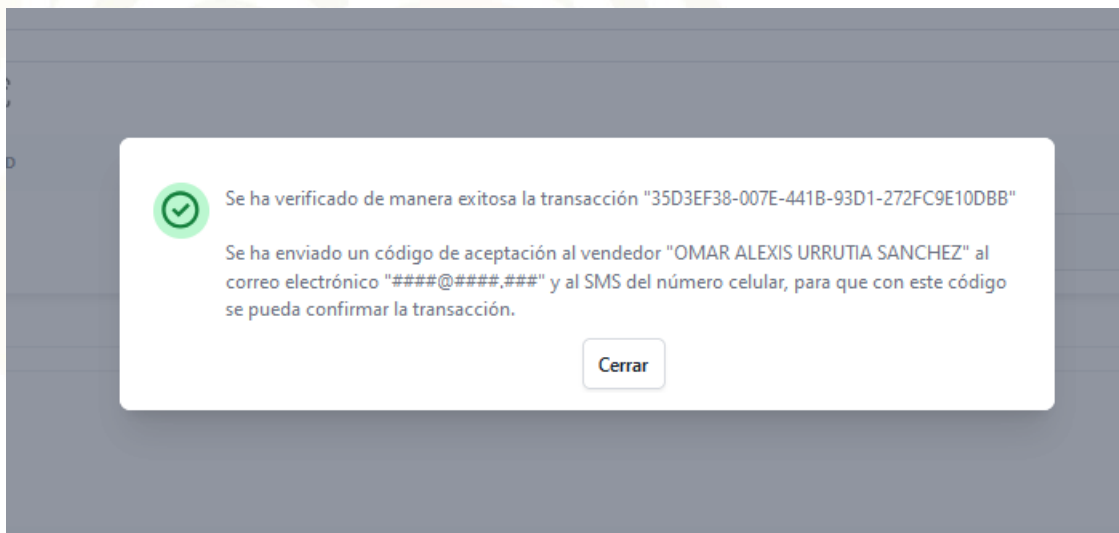 Se ha verificado de manera exitosa la transacción "35D3EF38-007E-441B-93D1-272FC9E10DBB"
Se ha enviado un código de aceptación al vendedor "OMAR ALEXIS URRUTIA SANCHEZ" al
correo electrónico "####@####.###" y al SMS del número celular, para que con este código
se pueda confirmar la transacción.
Cerrar